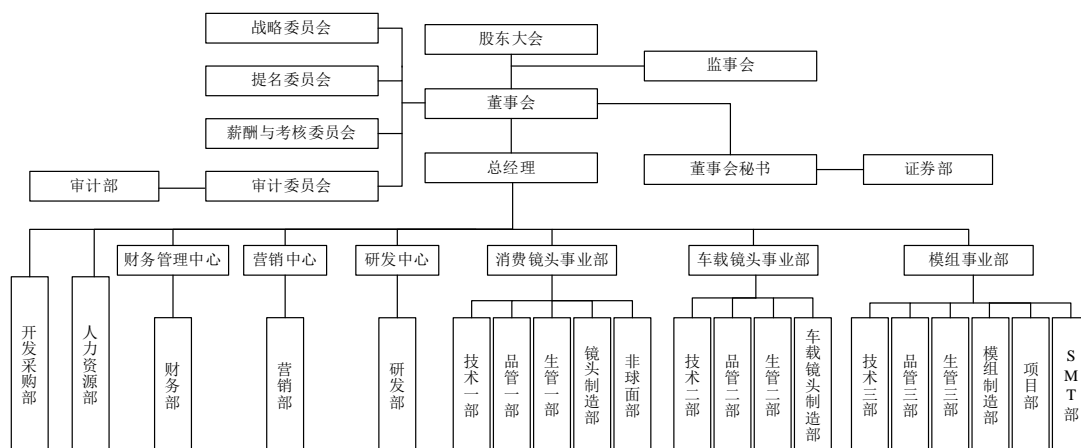 战略委员会
股东大会
提名委员会
监事会
董事会
薪酬与考核委员会
总经理
董事会秘书
证券部
审计部
审计委员会
财务管理中心
营销中心
研发中心
消费镜头事业部
车载镜头事业部
模组事业部
开发采购部
人力资源部
财务部
营销部
研发部
技术一部
品管一部
生管一部
镜头制造部
非球面部
技术二部
品管二部
生管二部
车载镜头制造部
技术三部
品管三部
生管三部
模组制造部
项目部
SMT部